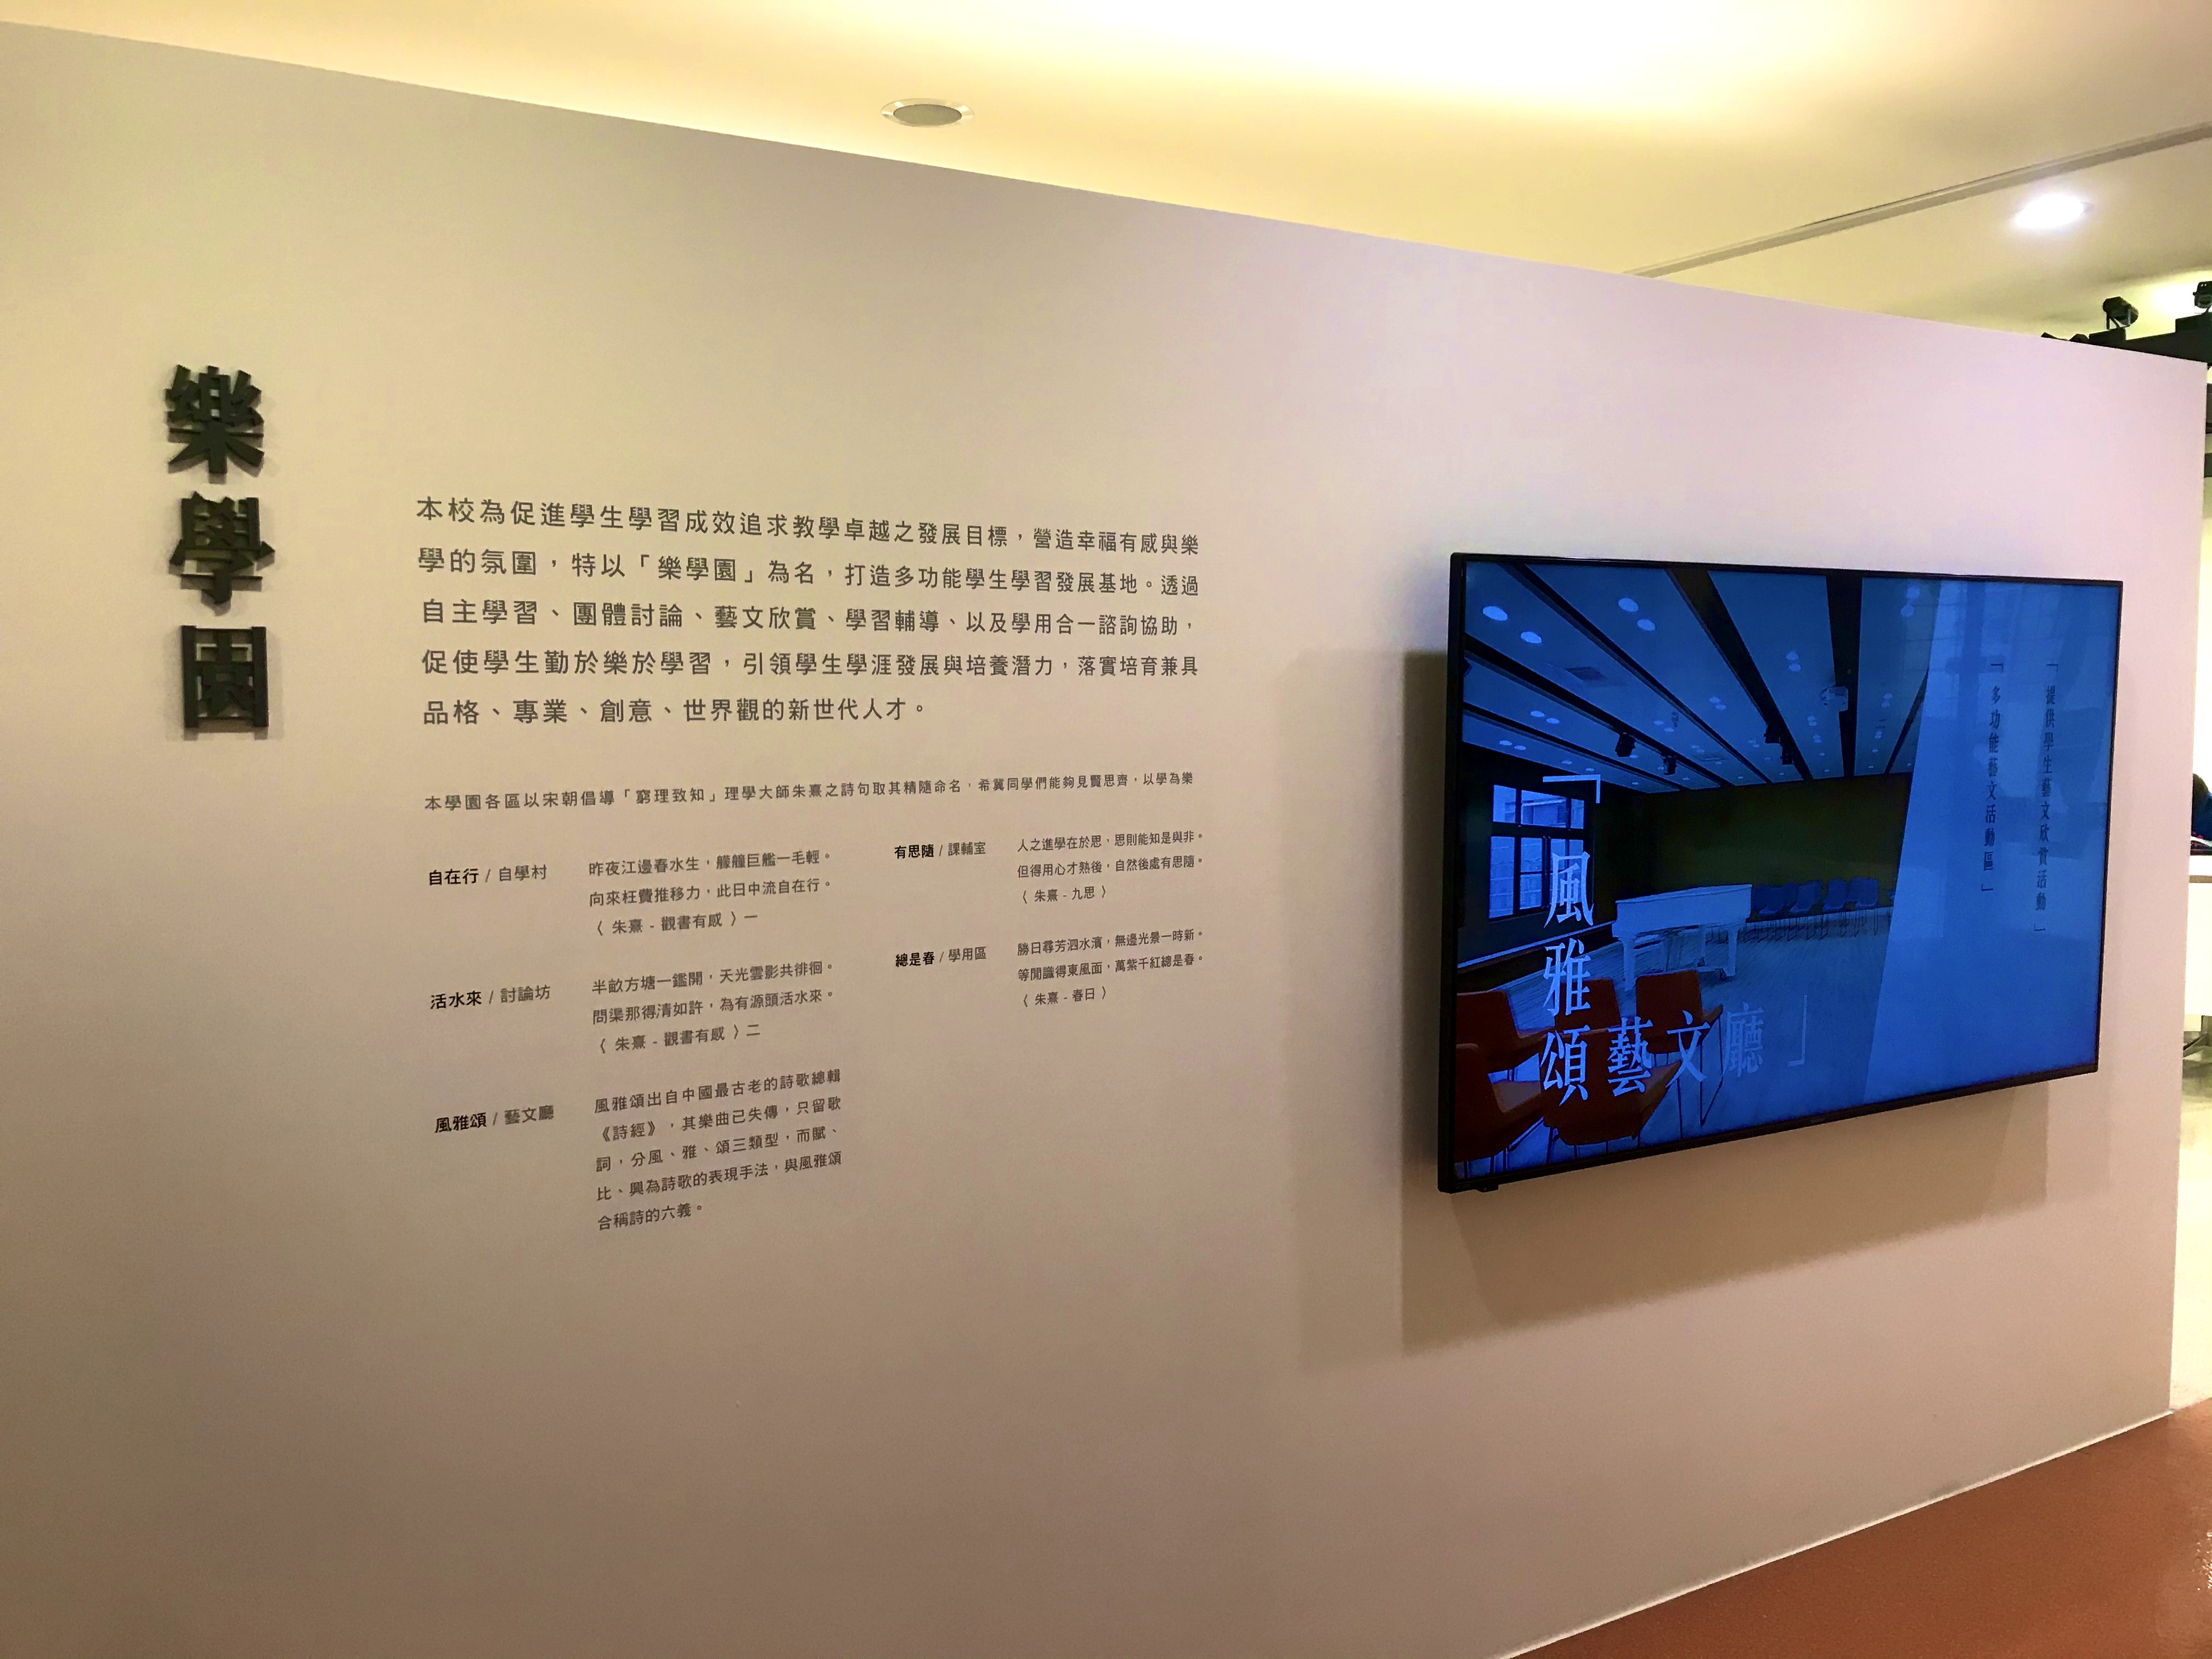 樂學園
本校為促進學生學習成效追求教學卓越之發展目標，營造幸福有感與樂
學的氛圍，特以「樂學園」為名，打造多功能學生學習發展基地。透過
自主學習、團體討論、藝文欣賞、學習輔導、以及學用合一諮詢協助，
促使學生勤於樂於學習，引領學生學涯發展與培養潛力，落實培育兼具
品格、專業、創意、世界觀的新世代人才。
本學園各區以宋朝倡導「窮理致知」理學大師朱熹之詩句取其精隨命名，希冀同學們能夠見賢思齊，以學為樂
自在行 / 自學村
昨夜江邊春水生，艨艟巨艦一毛輕。
向來枉費推移力，此日中流自在行。
〈 朱熹 - 觀書有感 〉一
活水來 / 討論坊
半畝方塘一鑑開，天光雲影共徘徊。
問渠那得清如許，為有源頭活水來。
〈 朱熹 - 觀書有感 〉二
風雅頌 / 藝文廳
風雅頌出自中國最古老的詩歌總輯
《詩經》，其樂曲已失傳，只留歌
詞，分風、雅、頌三類型，而賦、
比、興為詩歌的表現手法，與風雅頌
合稱詩的六義。
有思隨 / 課輔室
人之進學在於思，思則能知是與非。
但得用心才熟後，自然後處有思隨。
〈 朱熹 - 九思 〉
總是春 / 學用區
勝日尋芳泗水濱，無邊光景一時新。
等閒識得東風面，萬紫千紅總是春。
〈 朱熹 - 春日 〉
「風雅頌藝文廳」
「提供學生藝文欣賞活動」
「多功能藝文活動區」